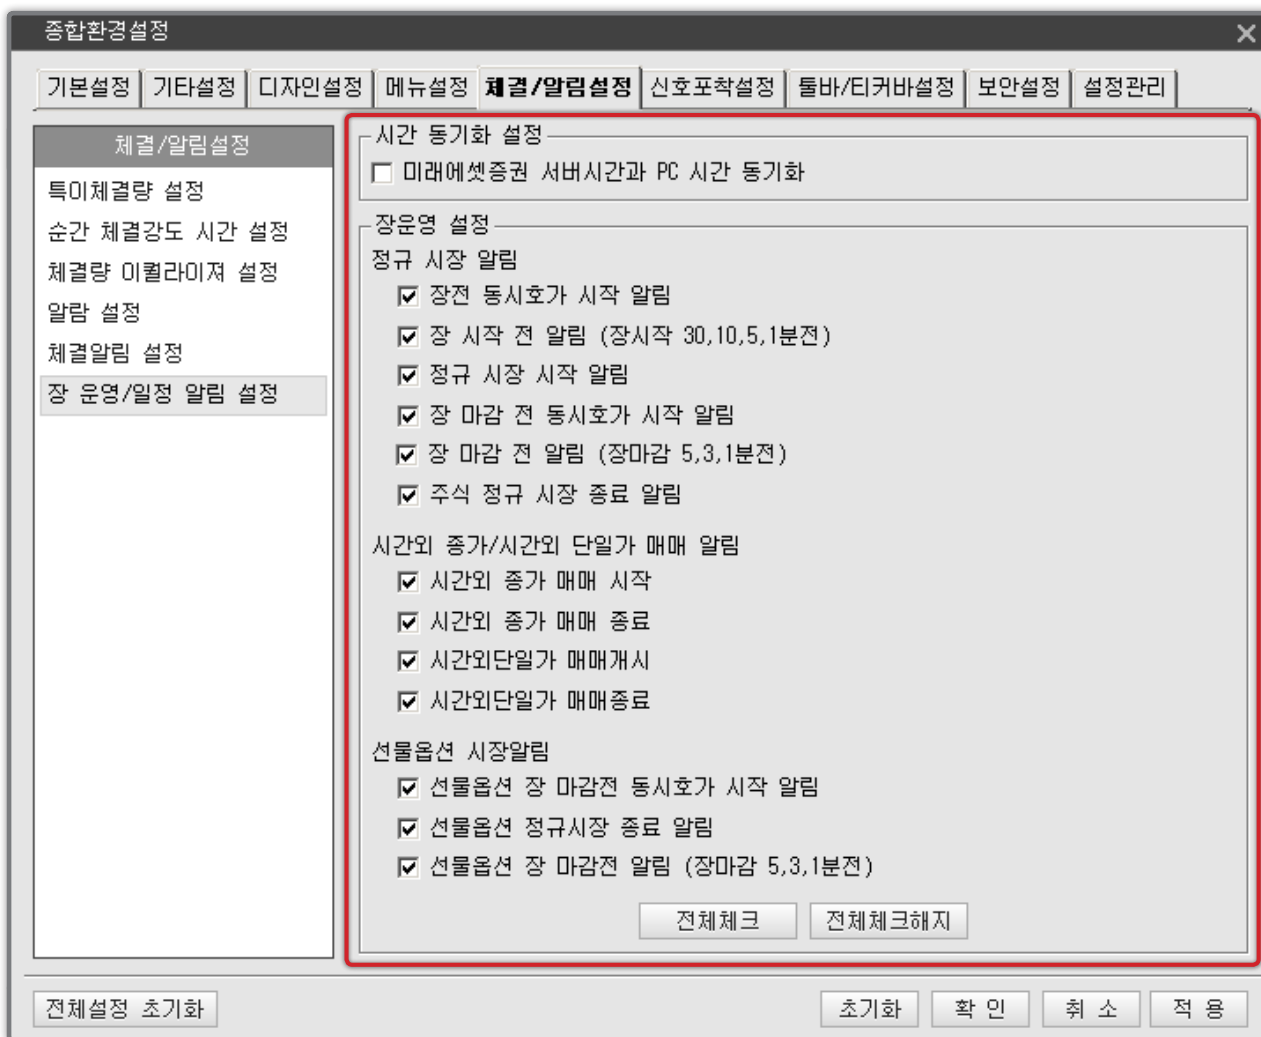 종합환경설정
기본설정 기타설정 디자인설정 메뉴설정 체결/알림설정 신호포착설정 툴바/티커바설정 보안설정 설정관리
체결/알림설정
특이체결량 설정
순간 체결강도 시간 설정
체결량 이퀄라이져 설정
알람 설정
체결알림 설정
장 운영/일정 알림 설정
시간 동기화 설정
미래에셋증권 서버시간과 PC 시간 동기화
장운영 설정
정규 시장 알림
장전 동시호가 시작 알림
장 시작 전 알림 (장시작 30,10,5,1분전)
정규 시장 시작 알림
장 마감 전 동시호가 시작 알림
장 마감 전 알림 (장마감 5,3,1분전)
주식 정규 시장 종료 알림
시간외 종가/시간외 단일가 매매 알림
시간외 종가 매매 시작
시간외 종가 매매 종료
시간외단일가 매매개시
시간외단일가 매매종료
선물옵션 시장알림
선물옵션 장 마감전 동시호가 시작 알림
선물옵션 정규시장 종료 알림
선물옵션 장 마감전 알림 (장마감 5,3,1분전)
전체체크 전체체크해지
전체설정 초기화 초기화 확 인 취 소 적 용